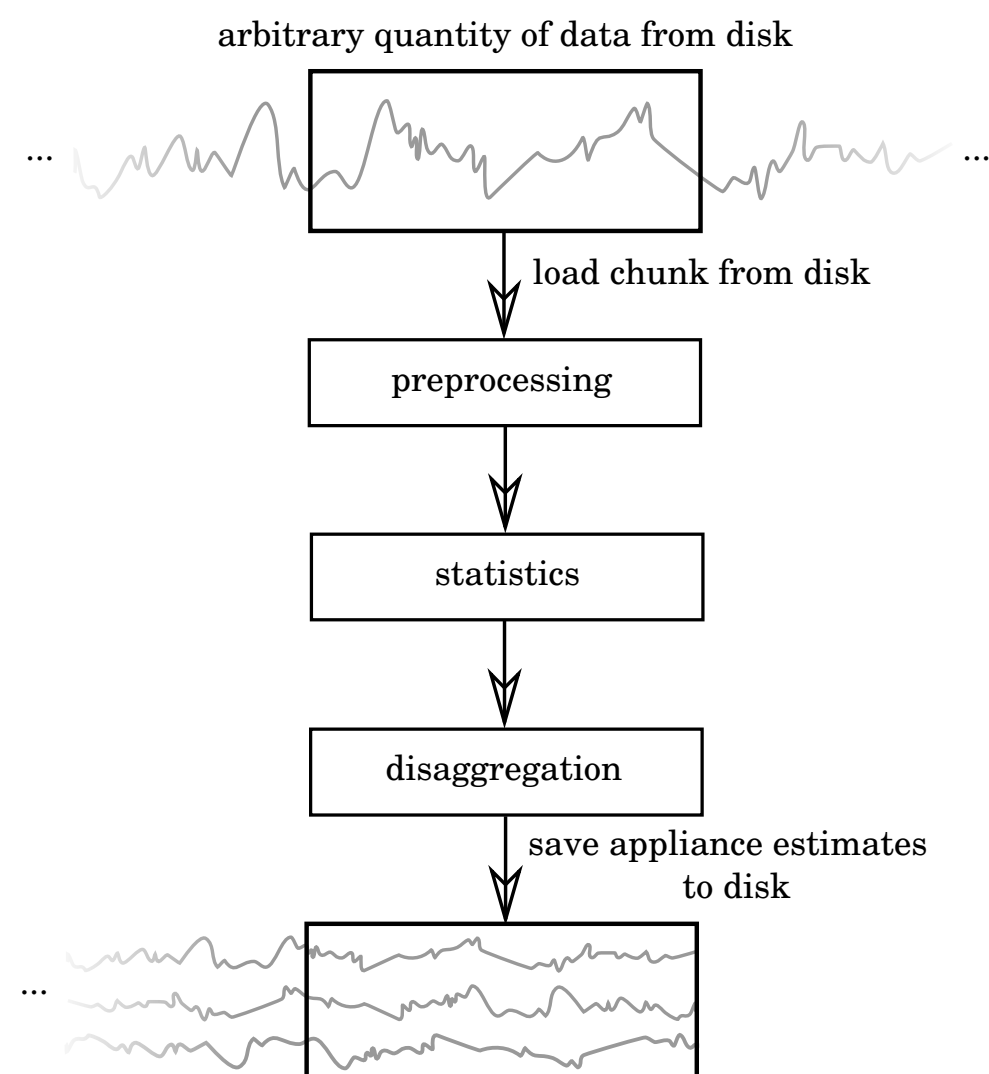 arbitrary quantity of data from disk
... ...
load chunk from disk
preprocessing
statistics
disaggregation
save appliance estimates
to disk
...